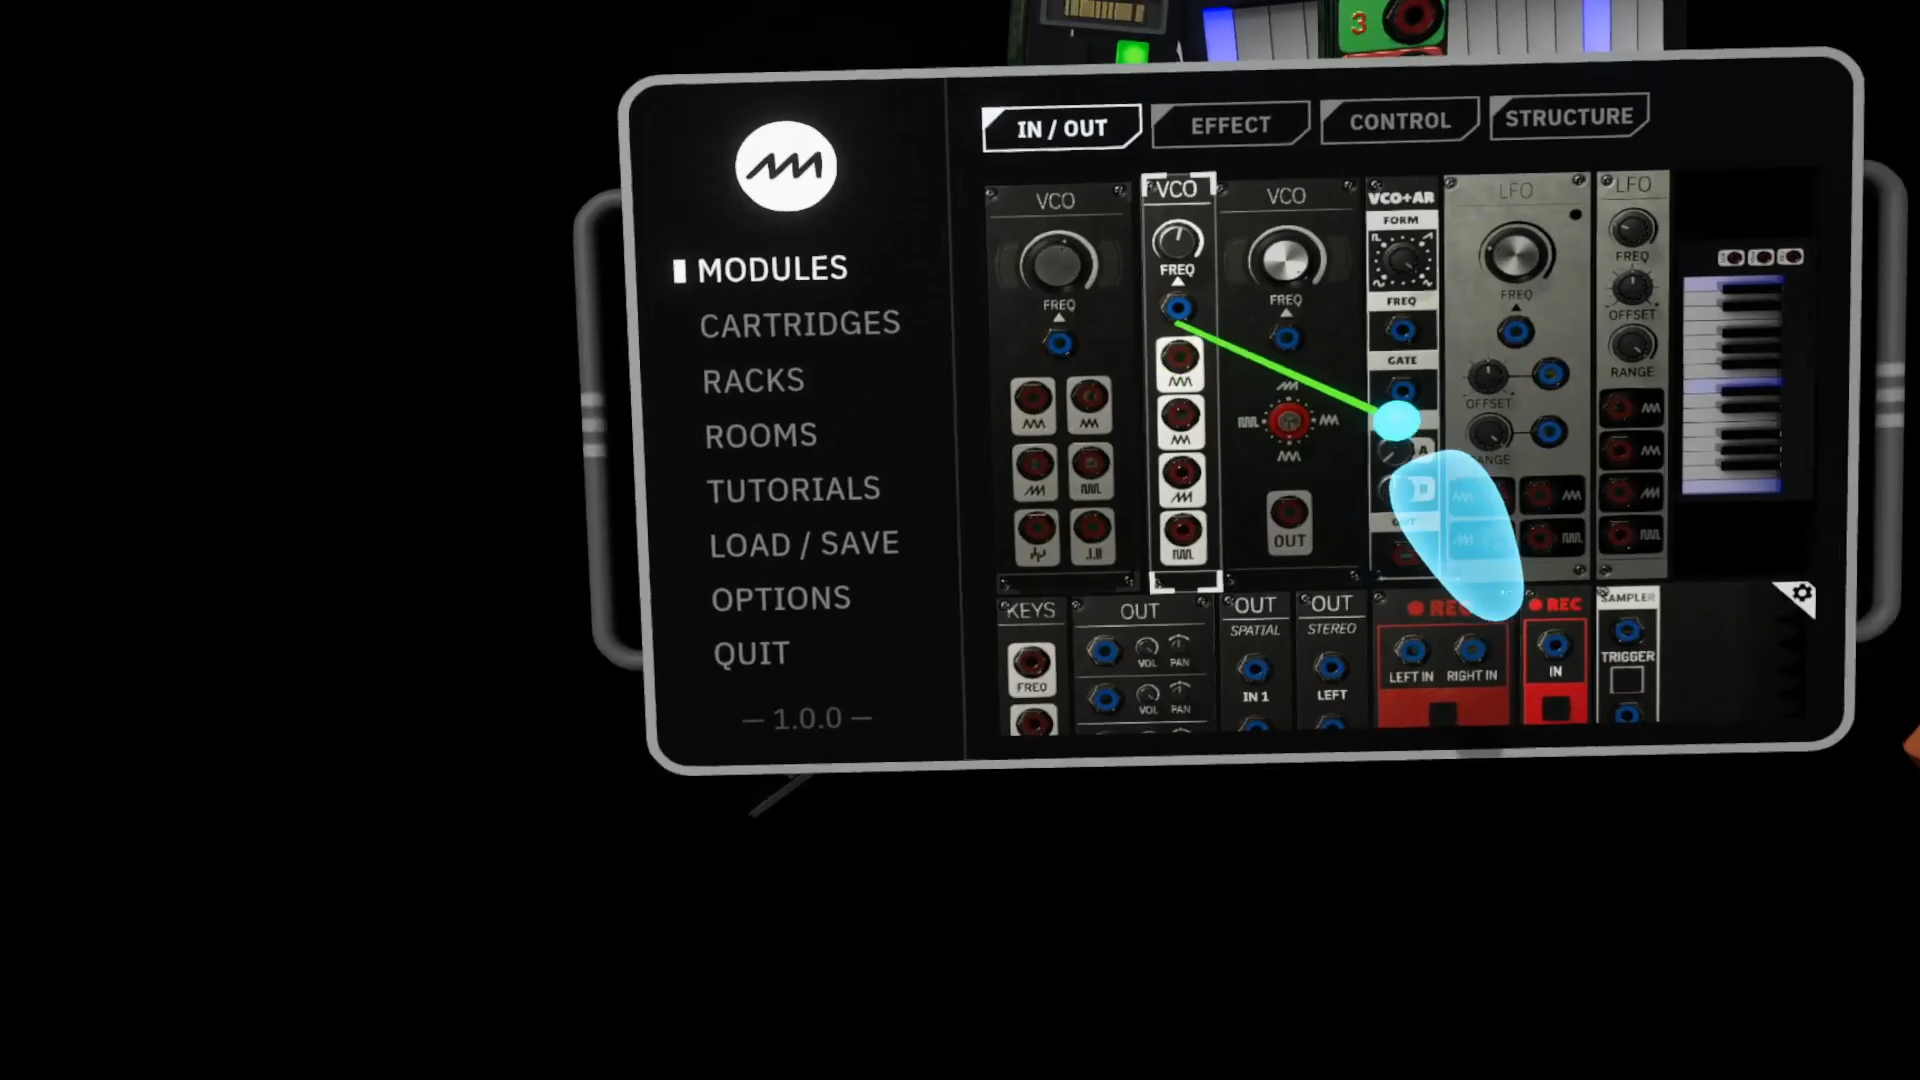 3
IN / OUT
EFFECT
CONTROL
STRUCTURE
MODULES
CARTRIDGES
RACKS
ROOMS
TUTORIALS
LOAD / SAVE
OPTIONS
QUIT
— 1.0.0 —
VCO
FREQ
VCO
FREQ
VCO
FREQ
OUT
VCO+AR
FORM
FREQ
GATE
A
LFO
FREQ
OFFSET
LFO
FREQ
OFFSET
RANGE
KEYS
FREQ
OUT
VOL PAN
VOL PAN
OUT
SPATIAL
IN 1
OUT
STEREO
LEFT
REC
LEFT IN RIGHT IN
REC
IN
SAMPLER
TRIGGER